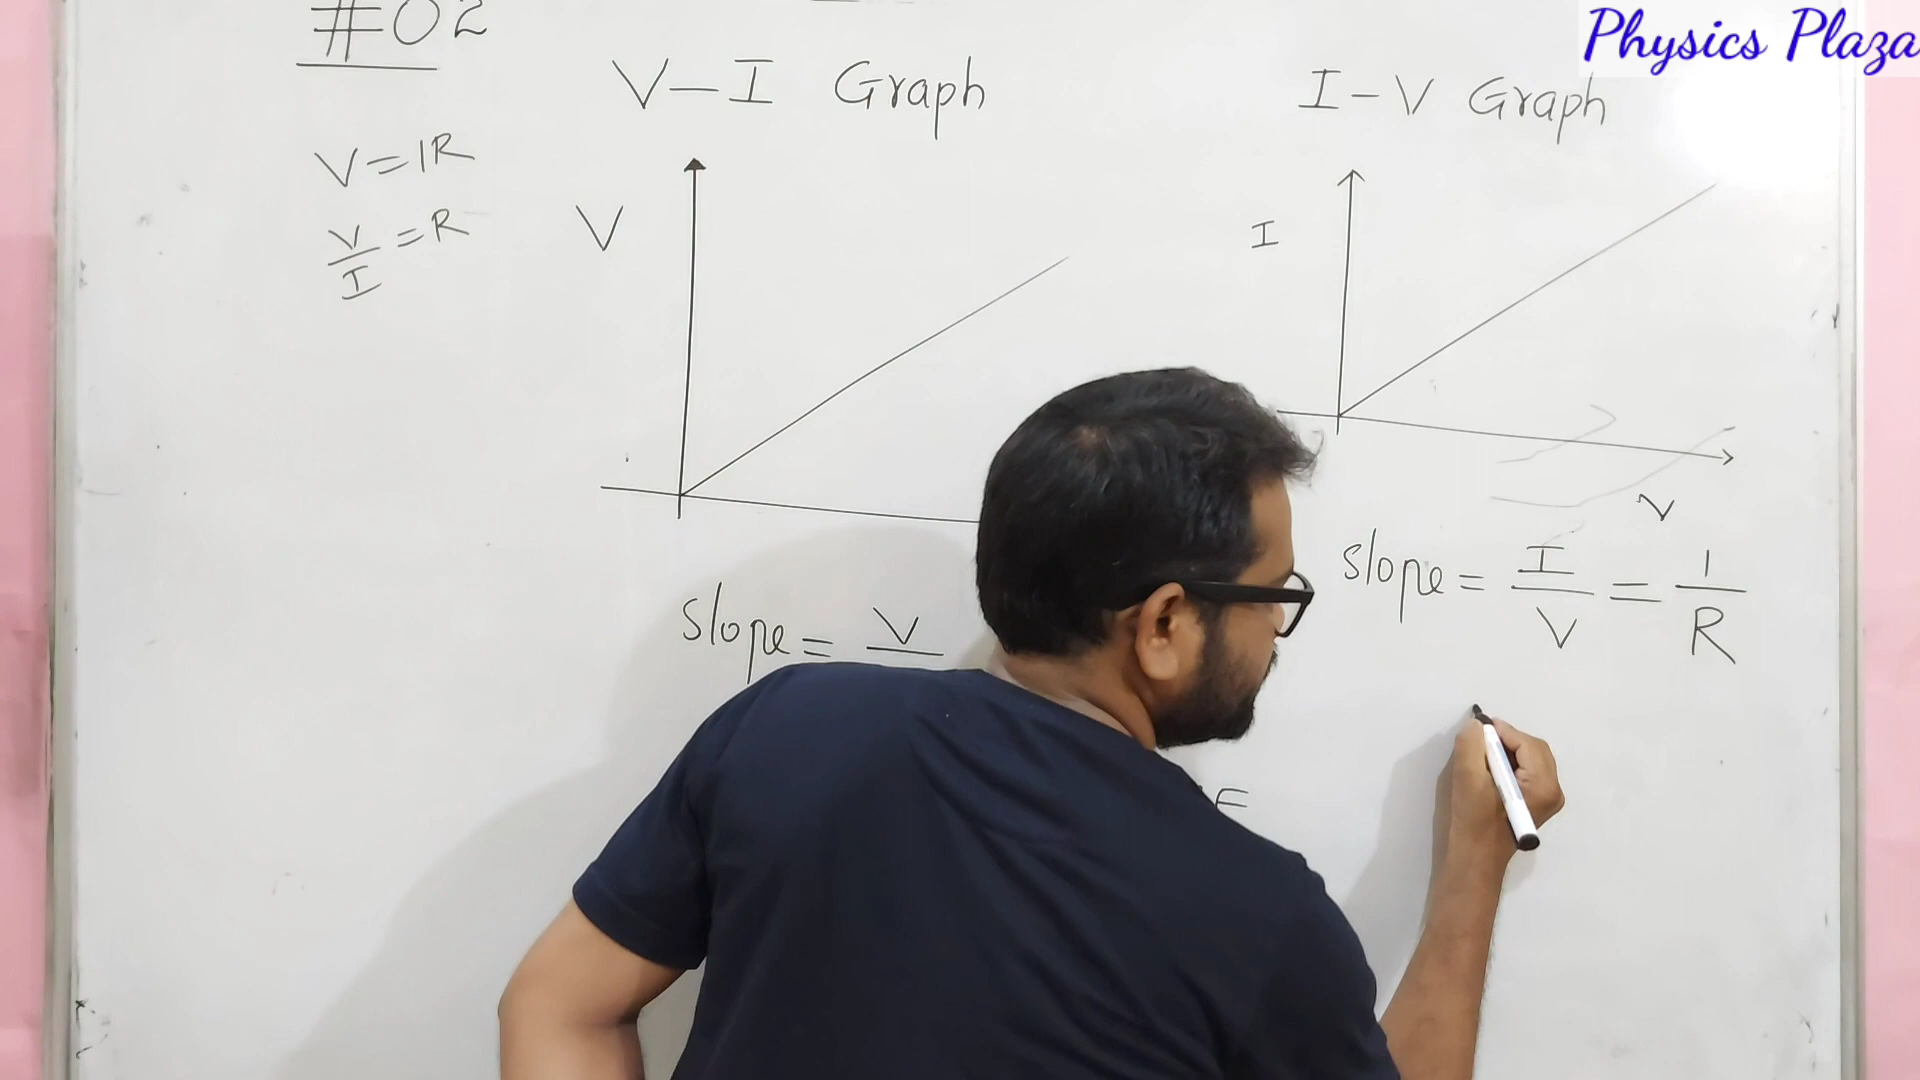 Physics Plaza
#02
V-I Graph
I-V Graph
V=IR
V/I=R
V
I
V
slope = I/V = 1/R
slope = V